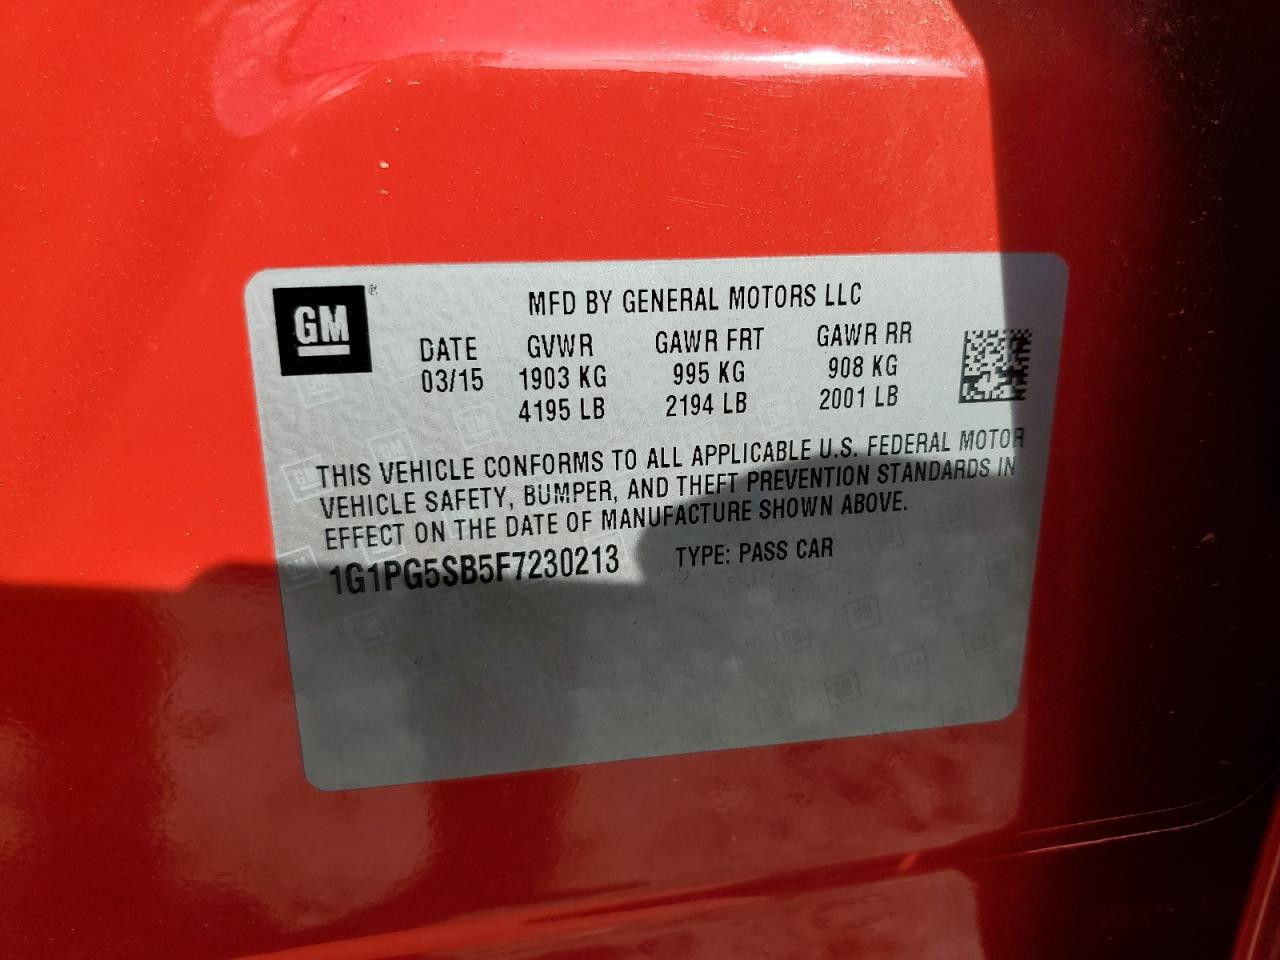 GM®
MFD BY GENERAL MOTORS LLC
DATE GVWR GAWR FRT GAWR RR
03/15 1903 KG 995 KG 908 KG
4195 LB 2194 LB 2001 LB
THIS VEHICLE CONFORMS TO ALL APPLICABLE U.S. FEDERAL MOTOR
VEHICLE SAFETY, BUMPER, AND THEFT PREVENTION STANDARDS IN
EFFECT ON THE DATE OF MANUFACTURE SHOWN ABOVE.
1G1PG5SB5F7230213 TYPE: PASS CAR